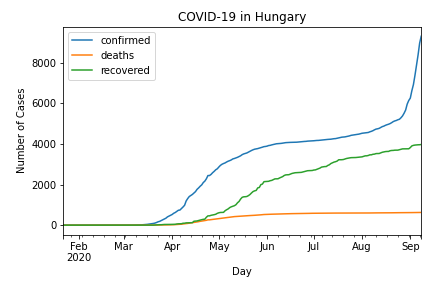 COVID-19 in Hungary
confirmed
deaths
recovered
Number of Cases
8000
6000
4000
2000
0
Feb Mar Apr May Jun Jul Aug Sep
2020
Day